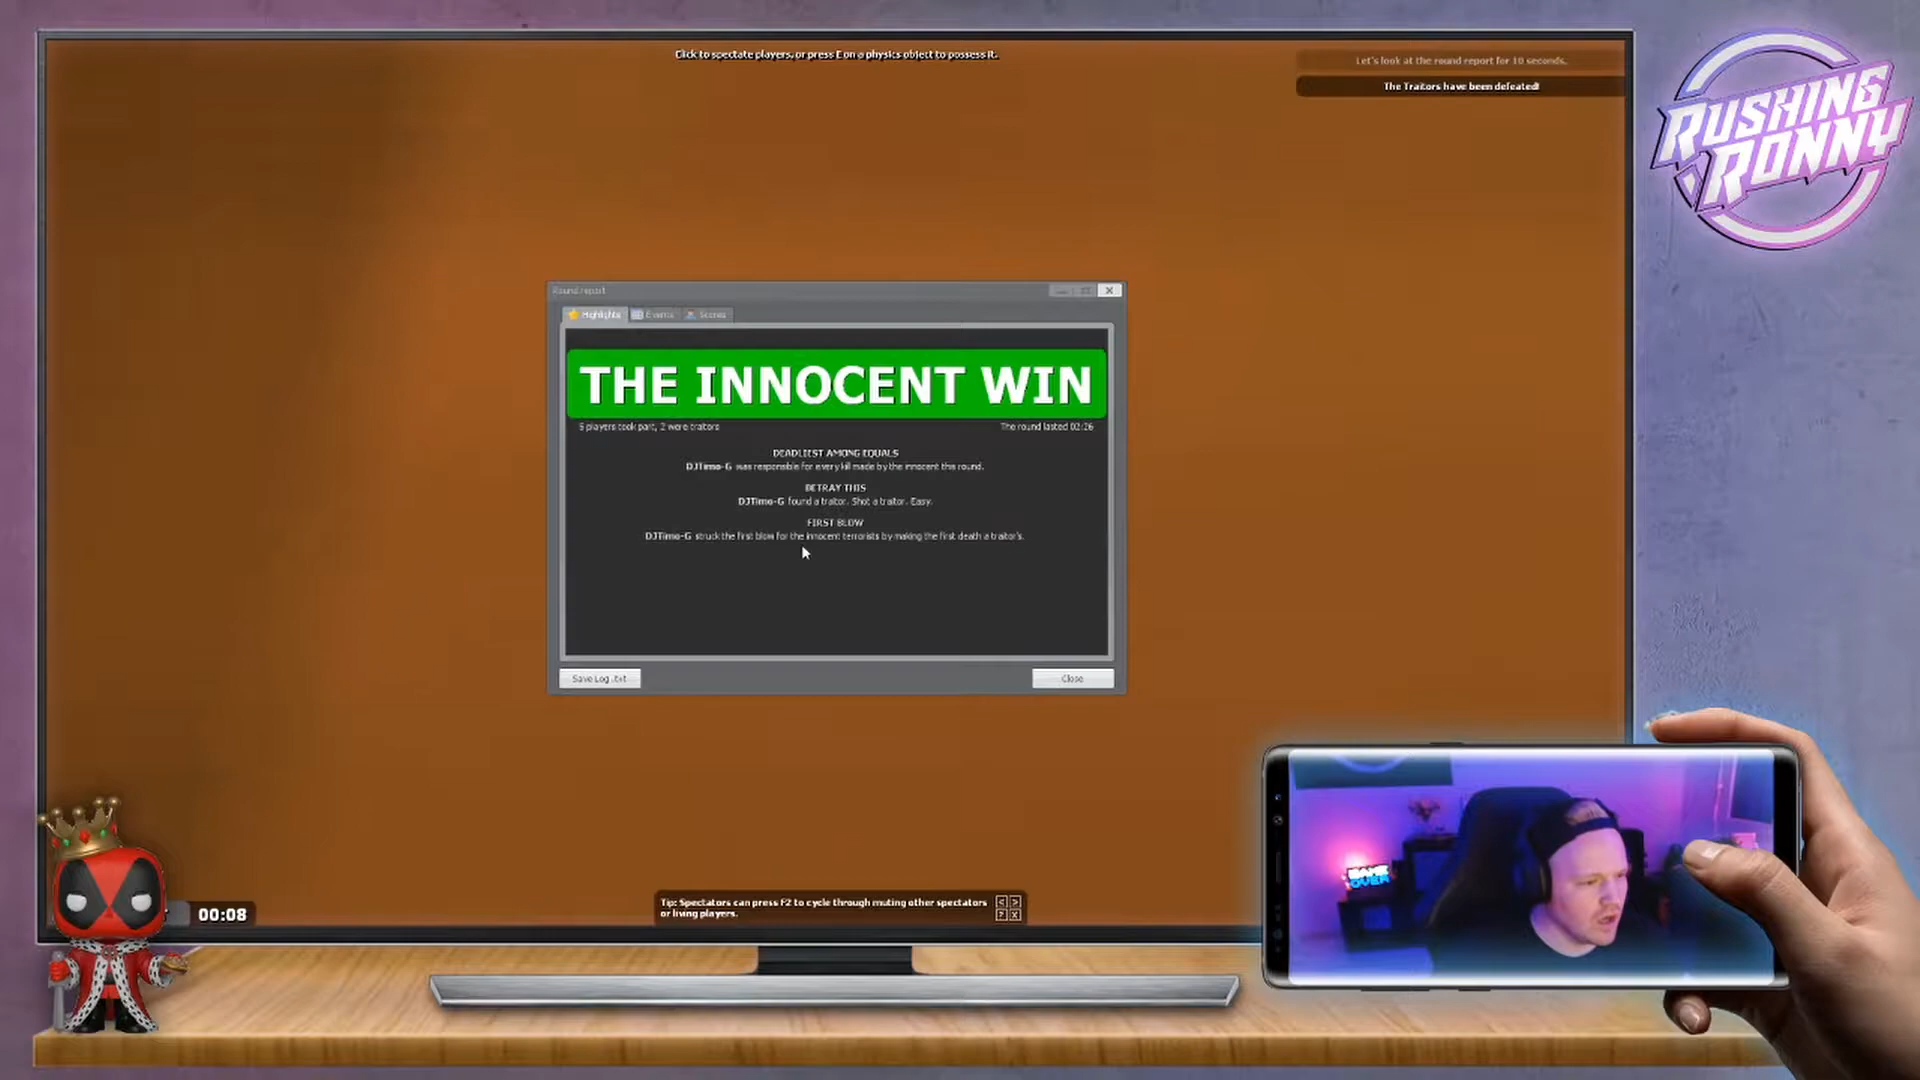 Click to spectate players, or press E on a physics object to possess it.
Let's look at the round report for 10 seconds.
The Traitors have been defeated!
RUSHING
RONNY
Round report
Highlights
Events
Scores
THE INNOCENT WIN
5 players took part, 2 were traitors
The round lasted 02:26
DEADLIEST AMONG EQUALS
DJTimo-G was responsible for every kill made by the innocent this round.
BETRAY THIS
DJTimo-G found a traitor. Shot a traitor. Easy.
FIRST BLOW
DJTimo-G struck the first blow for the innocent terrorists by making the first death a traitor's.
Save Log .txt
Close
GAME
OVER
00:08
Tip: Spectators can press F2 to cycle through muting other spectators
or living players.
< >
? X